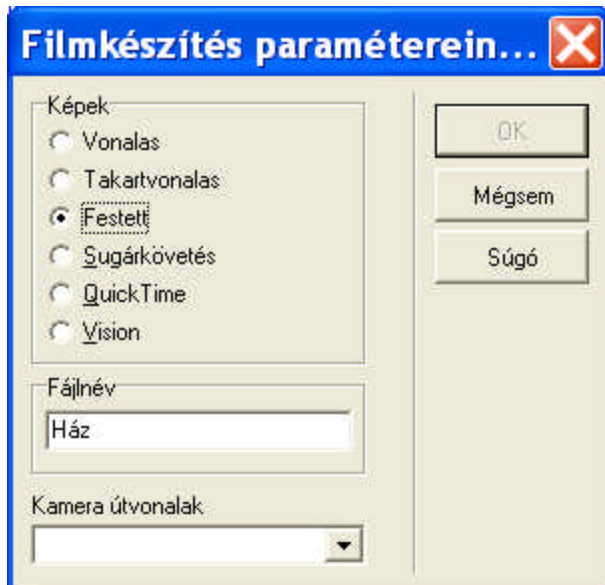 Filmkészítés paraméterein...
Képek
Vonalas
Takartvonalas
Festett
Sugárkövetés
QuickTime
Vision
Fájlnév
Ház
Kamera útvonalak
OK
Mégsem
Súgó